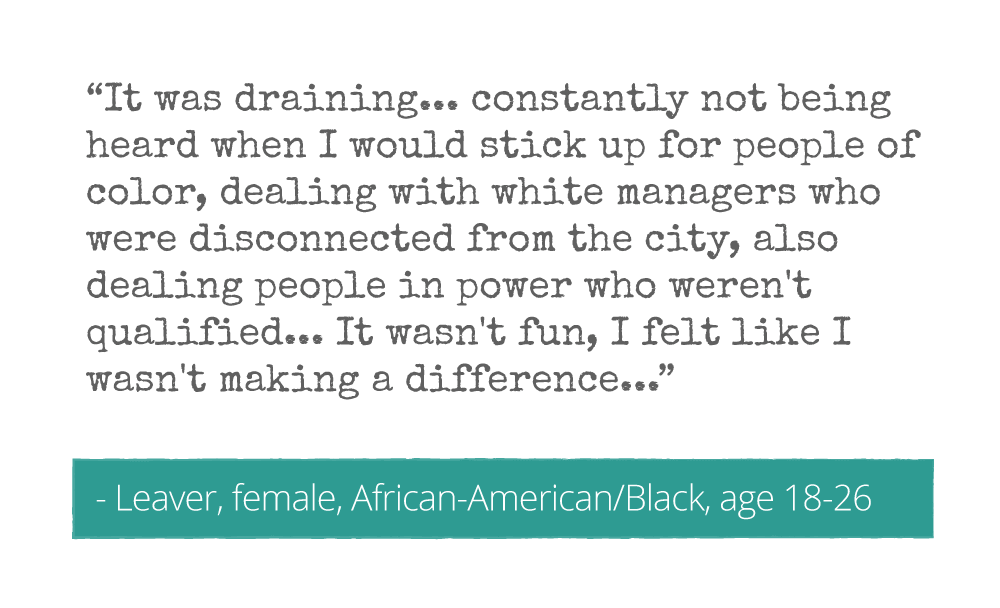 “It was draining... constantly not being
heard when I would stick up for people of
color, dealing with white managers who
were disconnected from the city, also
dealing people in power who weren't
qualified... It wasn't fun, I felt like I
wasn't making a difference...”
- Leaver, female, African-American/Black, age 18-26